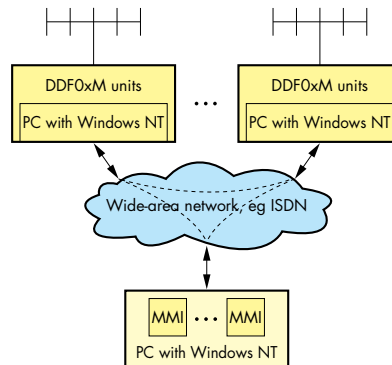 DDF0xM units
PC with Windows NT
...
DDF0xM units
PC with Windows NT
Wide-area network, eg ISDN
MMI ... MMI
PC with Windows NT